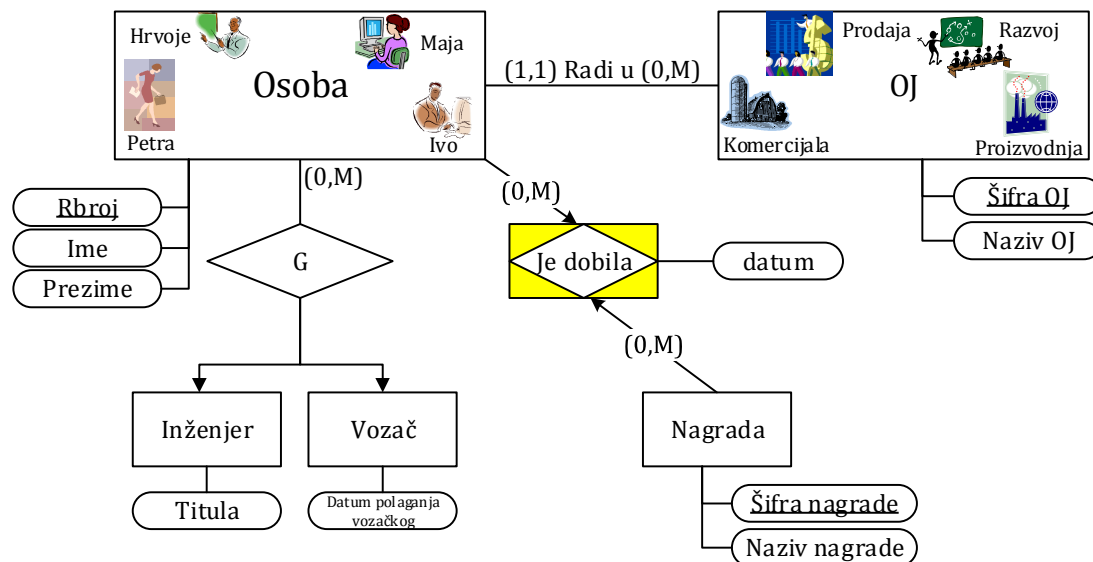 Hrvoje
Maja
Osoba
Petra
Ivo
(1,1) Radi u (0,M)
Prodaja
Razvoj
OJ
Komercijala
Proizvodnja
Rbroj
Ime
Prezime
(0,M)
(0,M)
Šifra OJ
Naziv OJ
G
Je dobila
datum
(0,M)
Inženjer
Vozač
Nagrada
Titula
Datum polaganja
vozačkog
Šifra nagrade
Naziv nagrade